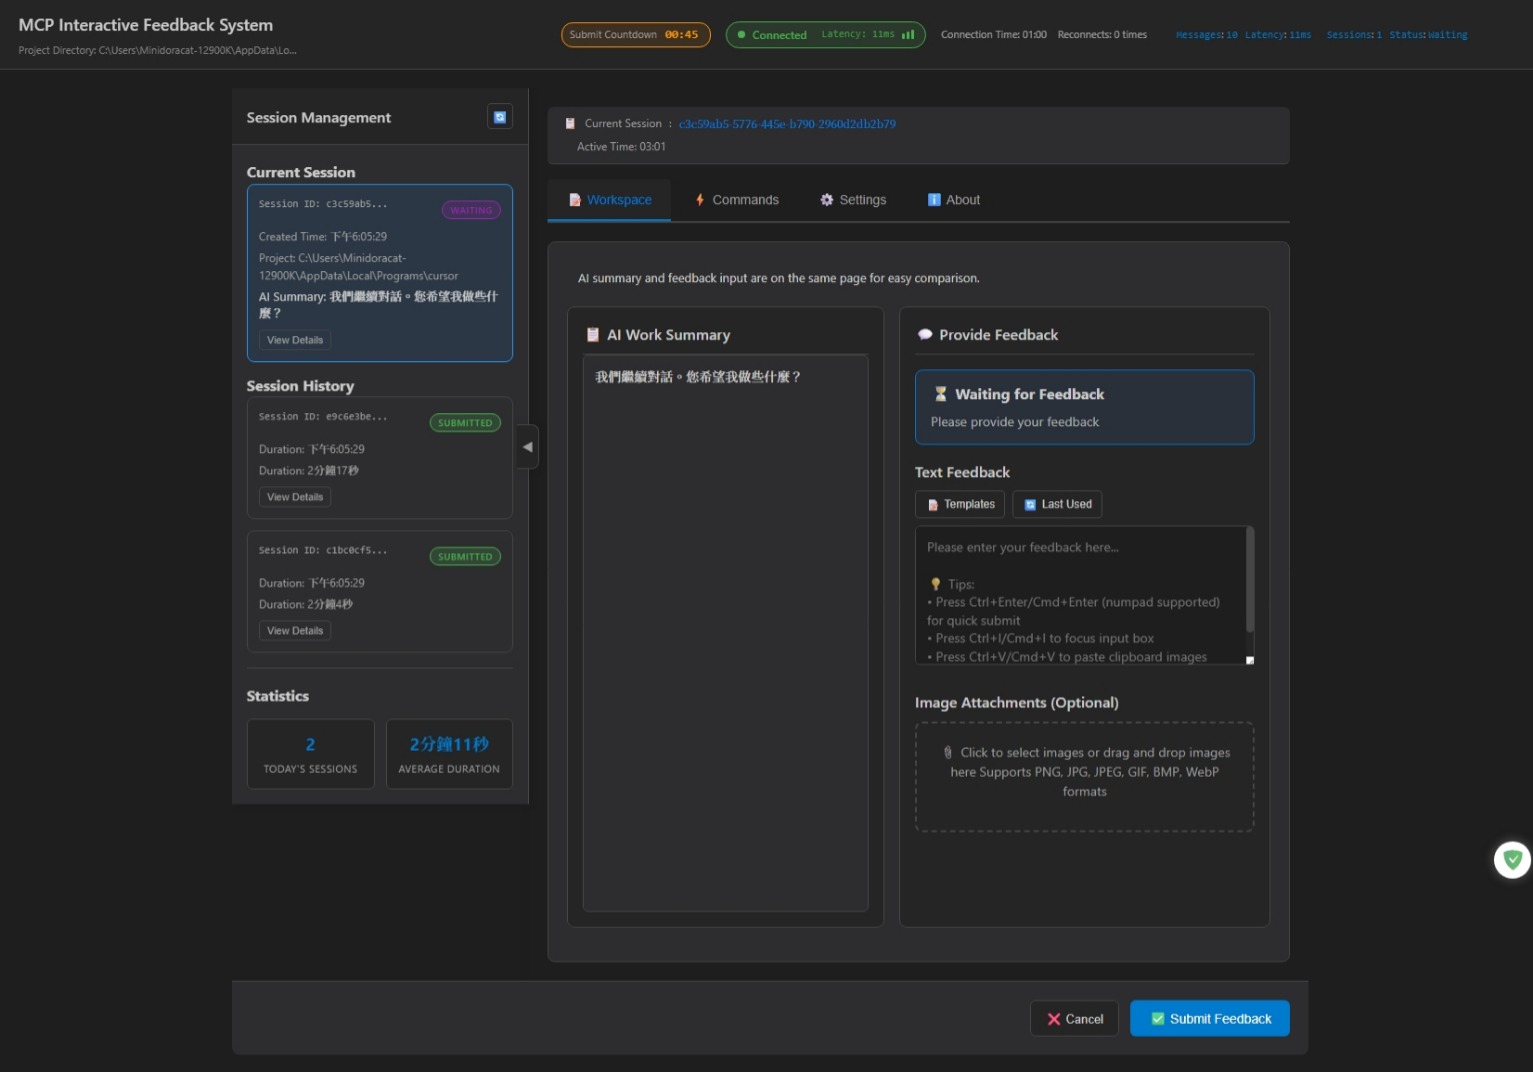 MCP Interactive Feedback System
Project Directory: C:\Users\Minidoracat-12900K\AppData\Lo...
Submit Countdown 00:45
Connected Latency: 11ms
Connection Time: 01:00 Reconnects: 0 times
Messages: 10 Latency: 11ms Sessions: 1 Status: Waiting
Session Management
Current Session
Session ID: c3c59ab5...
WAITING
Created Time: 下午6:05:29
Project: C:\Users\Minidoracat-
12900K\AppData\Local\Programs\cursor
AI Summary: 我們繼續對話。您希望我做些什
麼？
View Details
Session History
Session ID: e9c6e3be...
SUBMITTED
Duration: 下午6:05:29
Duration: 2分鐘17秒
View Details
Session ID: c1bc0cf5...
SUBMITTED
Duration: 下午6:05:29
Duration: 2分鐘4秒
View Details
Statistics
2
TODAY'S SESSIONS
2分鐘11秒
AVERAGE DURATION
Current Session : c3c59ab5-5776-445e-b790-2960d2db2b79
Active Time: 03:01
Workspace
Commands
Settings
About
AI summary and feedback input are on the same page for easy comparison.
AI Work Summary
我們繼續對話。您希望我做些什麼？
Provide Feedback
Waiting for Feedback
Please provide your feedback
Text Feedback
Templates
Last Used
Please enter your feedback here...
Tips:
• Press Ctrl+Enter/Cmd+Enter (numpad supported)
for quick submit
• Press Ctrl+I/Cmd+I to focus input box
• Press Ctrl+V/Cmd+V to paste clipboard images
Image Attachments (Optional)
Click to select images or drag and drop images
here Supports PNG, JPG, JPEG, GIF, BMP, WebP
formats
Cancel
Submit Feedback